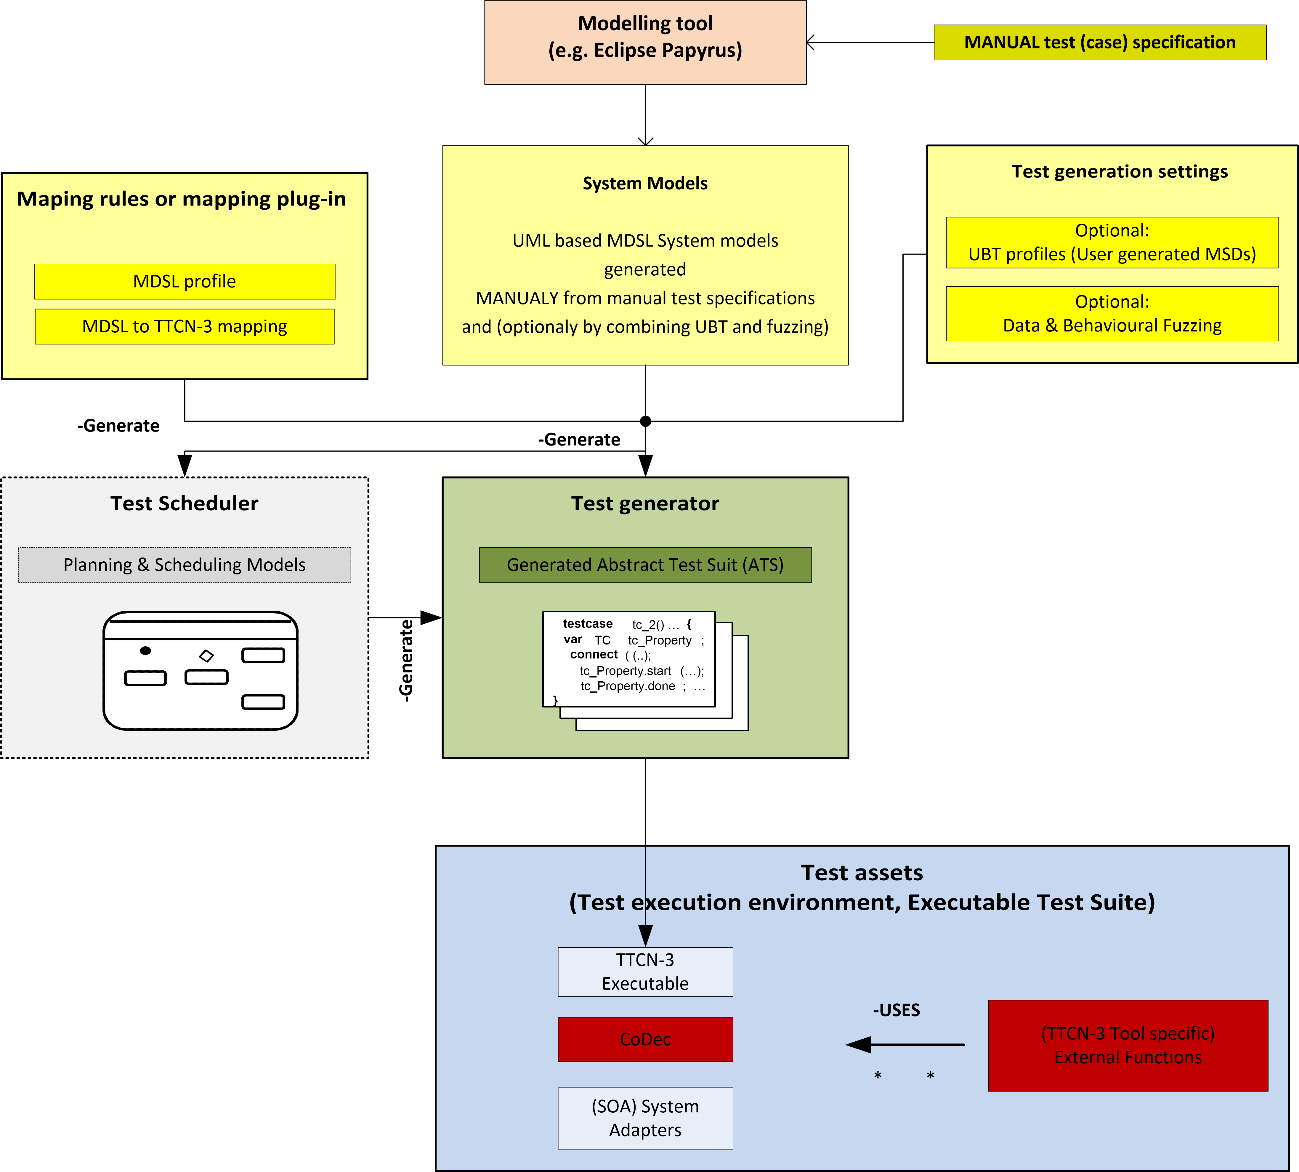 Modelling tool
(e.g. Eclipse Papyrus)
MANUAL test (case) specification
Maping rules or mapping plug-in
MDSL profile
MDSL to TTCN-3 mapping
System Models
UML based MDSL System models
generated
MANUALY from manual test specifications
and (optionaly by combining UBT and fuzzing)
Test generation settings
Optional:
UBT profiles (User generated MSDs)
Optional:
Data & Behavioural Fuzzing
-Generate
-Generate
Test Scheduler
Planning & Scheduling Models
-Generate
Test generator
Generated Abstract Test Suit (ATS)
testcase tc_2() ... {
var TC tc_Property ;
connect ( (..);
tc_Property.start (...);
tc_Property.done ; ...
}
Test assets
(Test execution environment, Executable Test Suite)
TTCN-3
Executable
CoDec
(SOA) System
Adapters
-USES
* *
(TTCN-3 Tool specific)
External Functions